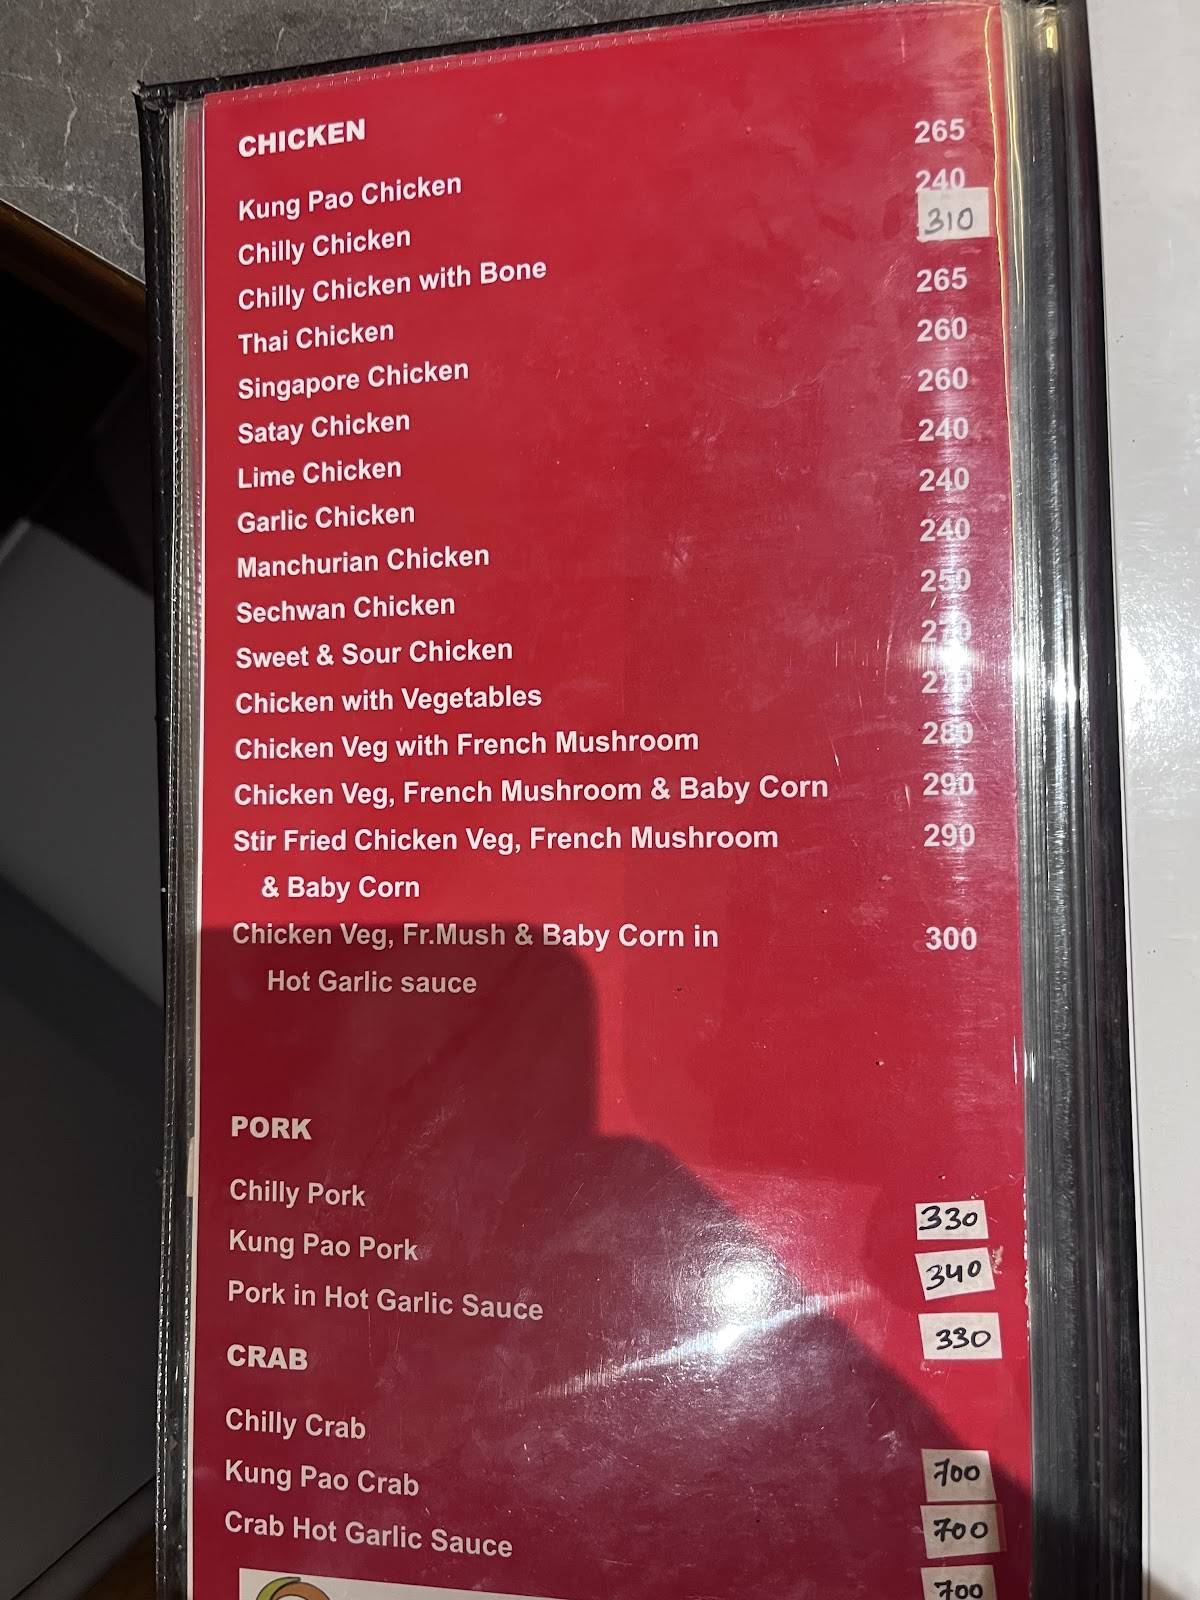 CHICKEN
Kung Pao Chicken 265
Chilly Chicken 240
Chilly Chicken with Bone 310
Thai Chicken 265
Singapore Chicken 260
Satay Chicken 260
Lime Chicken 240
Garlic Chicken 240
Manchurian Chicken 240
Sechwan Chicken 250
Sweet & Sour Chicken 270
Chicken with Vegetables 270
Chicken Veg with French Mushroom 280
Chicken Veg, French Mushroom & Baby Corn 290
Stir Fried Chicken Veg, French Mushroom 290
& Baby Corn
Chicken Veg, Fr.Mush & Baby Corn in 300
Hot Garlic sauce
PORK
Chilly Pork 330
Kung Pao Pork 340
Pork in Hot Garlic Sauce 330
CRAB
Chilly Crab 700
Kung Pao Crab 700
Crab Hot Garlic Sauce 700